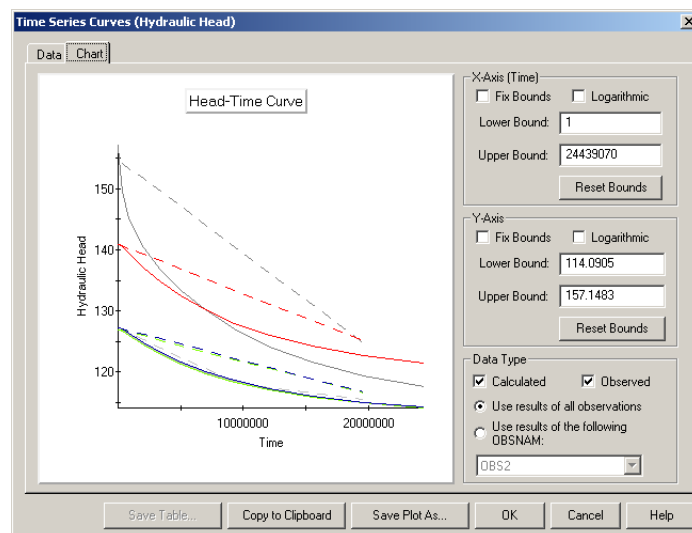 Time Series Curves (Hydraulic Head)
Data
Chart
Head-Time Curve
150
140
130
120
Hydraulic Head
10000000
20000000
Time
X-Axis (Time)
Fix Bounds
Logarithmic
Lower Bound: 1
Upper Bound: 24439070
Reset Bounds
Y-Axis
Fix Bounds
Logarithmic
Lower Bound: 114.0905
Upper Bound: 157.1483
Reset Bounds
Data Type
Calculated
Observed
Use results of all observations
Use results of the following
OBSNAM:
OBS2
Save Table...
Copy to Clipboard
Save Plot As...
OK
Cancel
Help